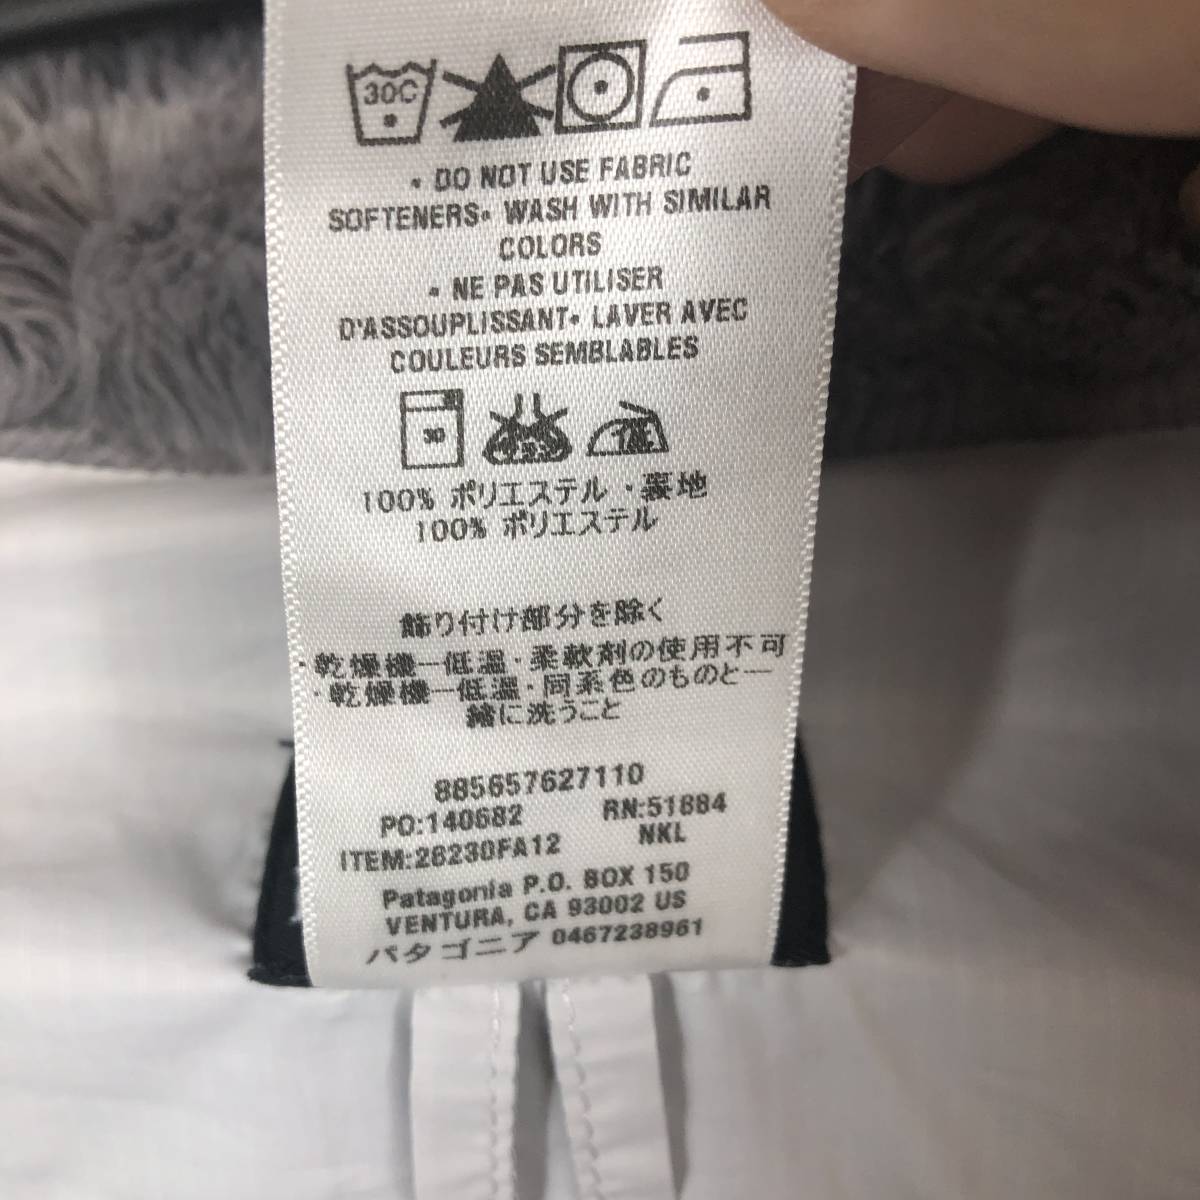 30C
• DO NOT USE FABRIC
SOFTENERS• WASH WITH SIMILAR
COLORS
• NE PAS UTILISER
D'ASSOUPLISSANT• LAVER AVEC
COULEURS SEMBLABLES
30
100% ポリエステル ・裏地
100% ポリエステル
飾り付け部分を除く
・乾燥機一低温・柔軟剤の使用不可
・乾燥機一低温・同系色のものと一
緒に洗うこと
885657627110
PO:140682 RN:51884
ITEM:28230FA12 NKL
Patagonia P.O. BOX 150
VENTURA, CA 93002 US
パタゴニア 0467238961